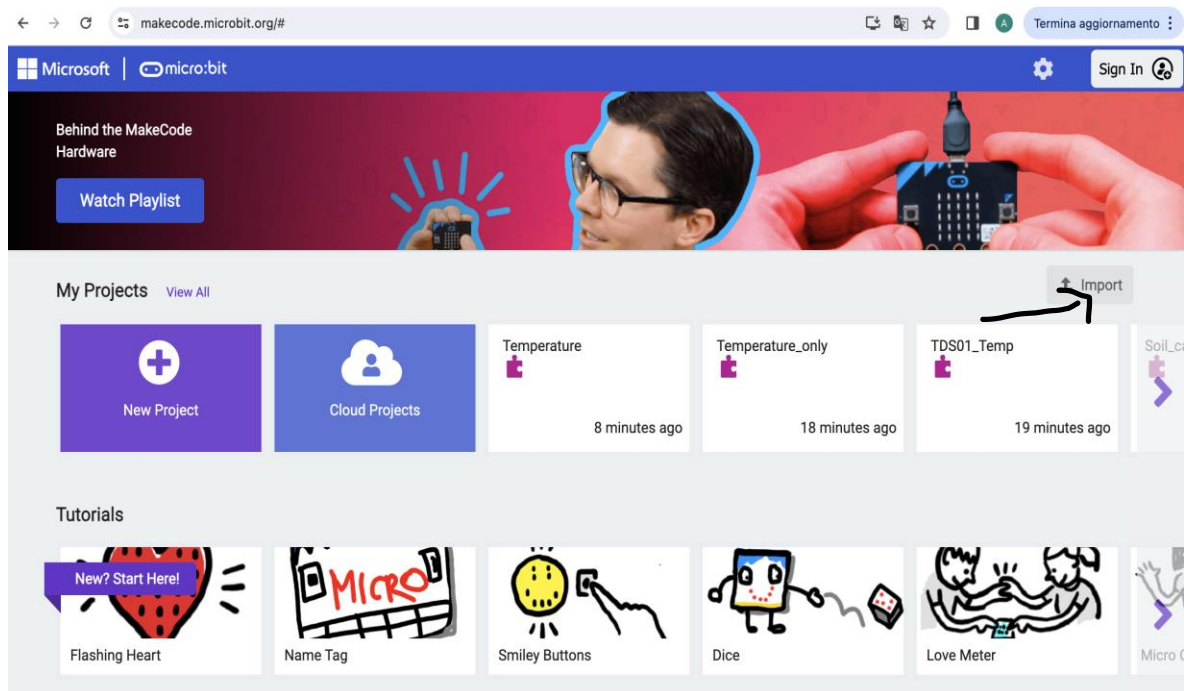 makecode.microbit.org/#
A
Termina aggiornamento
Microsoft
micro:bit
Sign In
Behind the MakeCode
Hardware
Watch Playlist
My Projects
View All
Import
New Project
Cloud Projects
Temperature
8 minutes ago
Temperature_only
18 minutes ago
TDS01_Temp
19 minutes ago
Soil_ca
Tutorials
New? Start Here!
MICRO
Flashing Heart
Name Tag
Smiley Buttons
Dice
Love Meter
Micro C